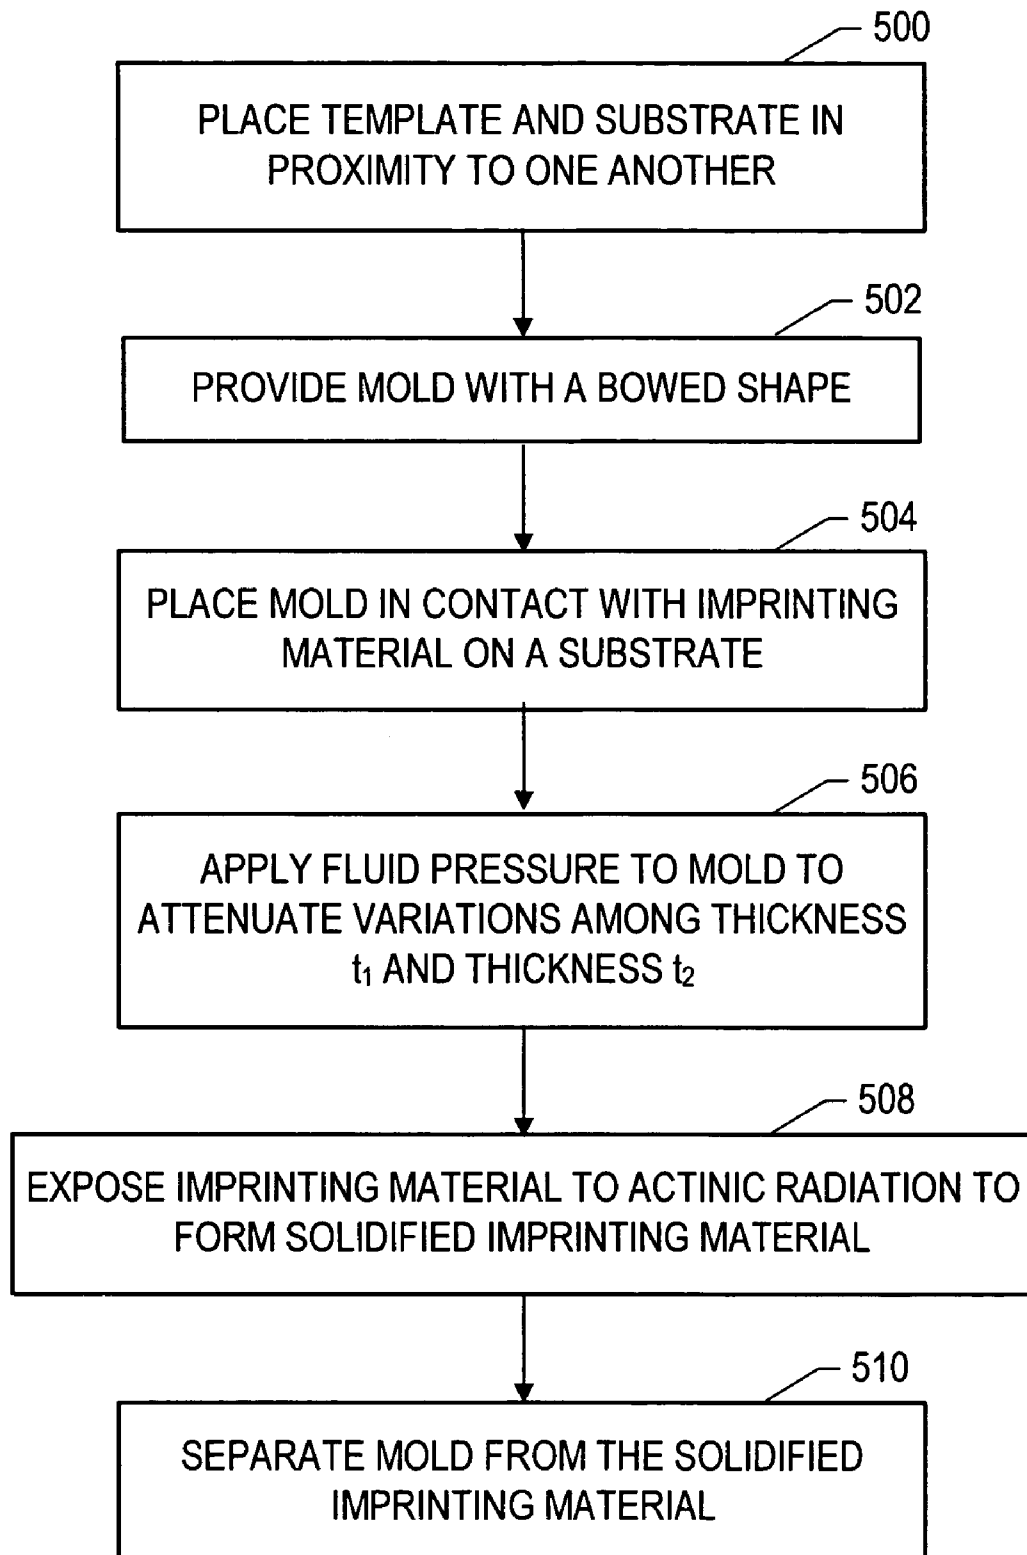 500
PLACE TEMPLATE AND SUBSTRATE IN
PROXIMITY TO ONE ANOTHER
502
PROVIDE MOLD WITH A BOWED SHAPE
504
PLACE MOLD IN CONTACT WITH IMPRINTING
MATERIAL ON A SUBSTRATE
506
APPLY FLUID PRESSURE TO MOLD TO
ATTENUATE VARIATIONS AMONG THICKNESS
t₁ AND THICKNESS t₂
508
EXPOSE IMPRINTING MATERIAL TO ACTINIC RADIATION TO
FORM SOLIDIFIED IMPRINTING MATERIAL
510
SEPARATE MOLD FROM THE SOLIDIFIED
IMPRINTING MATERIAL